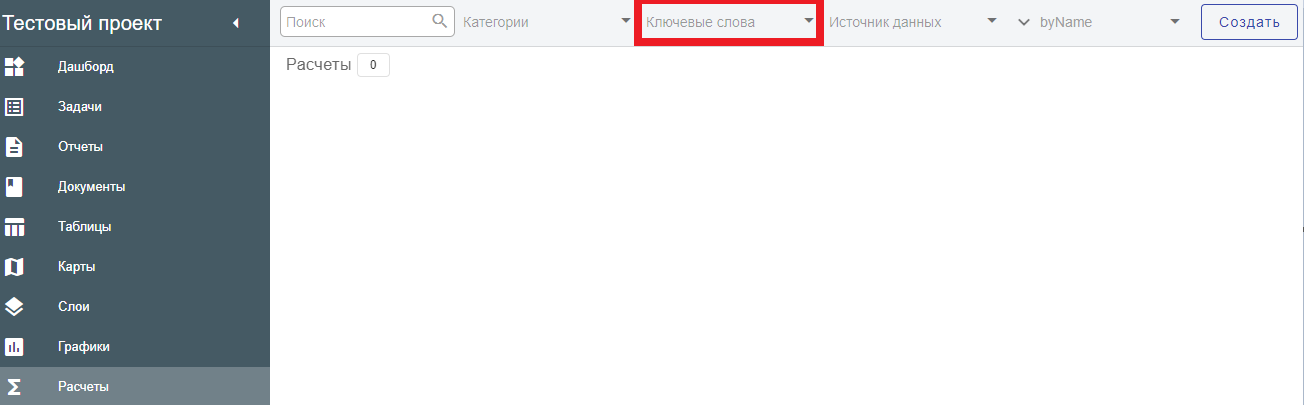 Тестовый проект
Поиск
Категории
Ключевые слова
Источник данных
byName
Создать
Дашборд
Задачи
Отчеты
Документы
Таблицы
Карты
Слои
Графики
Расчеты
Расчеты 0